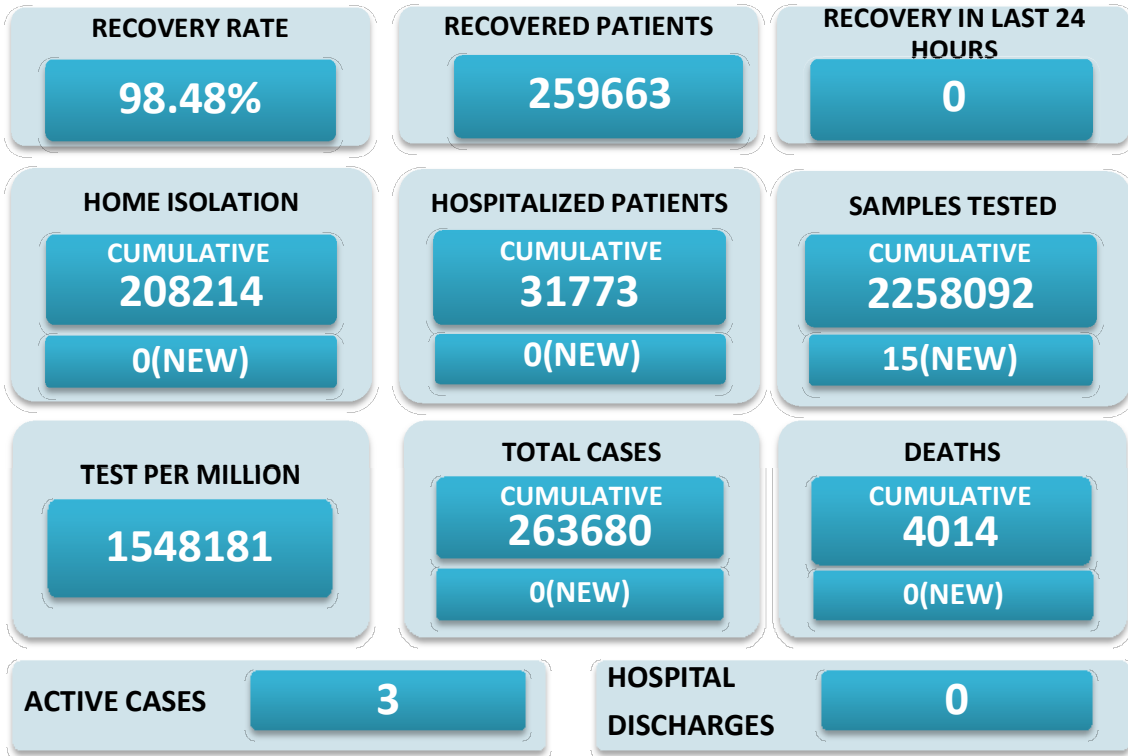 RECOVERY RATE
98.48%
RECOVERED PATIENTS
259663
RECOVERY IN LAST 24
HOURS
0
HOME ISOLATION
CUMULATIVE
208214
0(NEW)
HOSPITALIZED PATIENTS
CUMULATIVE
31773
0(NEW)
SAMPLES TESTED
CUMULATIVE
2258092
15(NEW)
TEST PER MILLION
1548181
TOTAL CASES
CUMULATIVE
263680
0(NEW)
DEATHS
CUMULATIVE
4014
0(NEW)
ACTIVE CASES
3
HOSPITAL
DISCHARGES
0